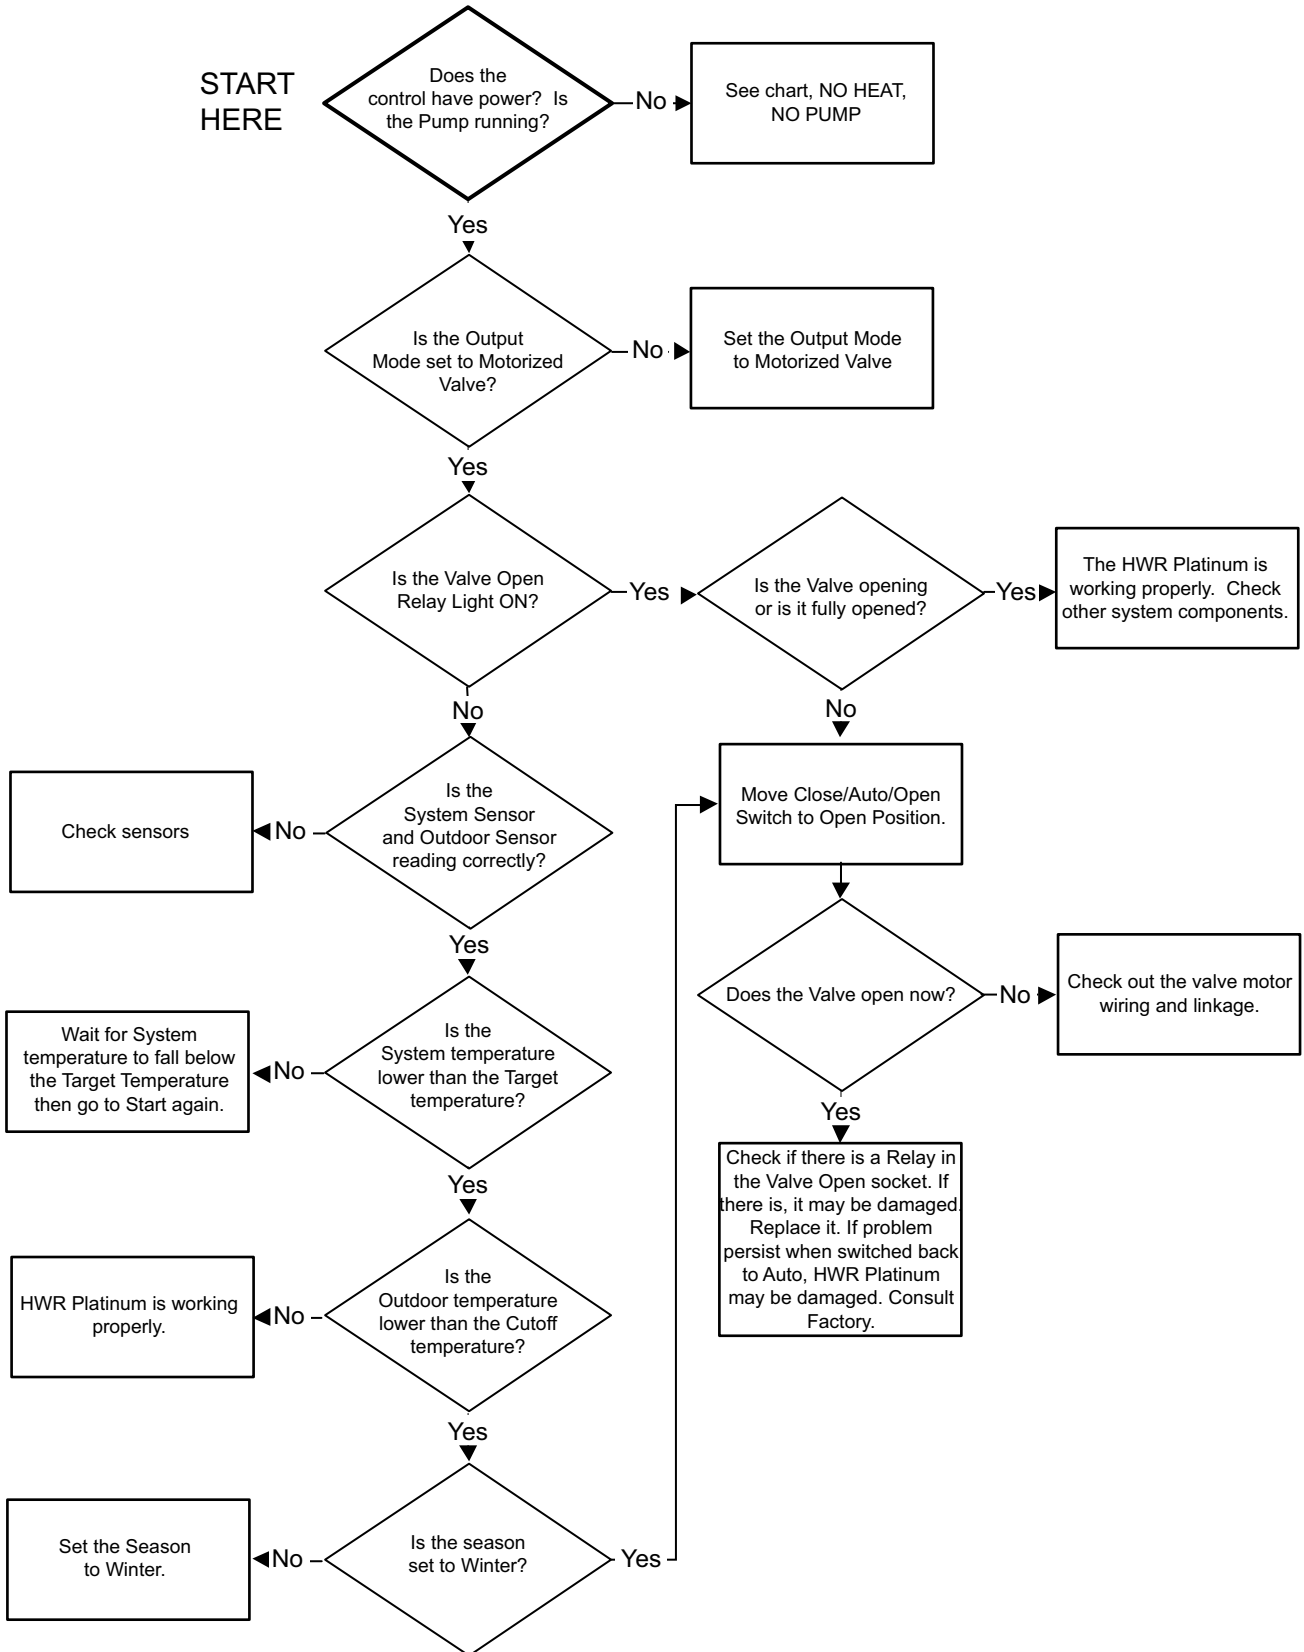 START
HERE
Does the
control have power? Is
the Pump running?
No
See chart, NO HEAT,
NO PUMP
Yes
Is the Output
Mode set to Motorized
Valve?
No
Set the Output Mode
to Motorized Valve
Yes
Is the Valve Open
Relay Light ON?
Yes
Is the Valve opening
or is it fully opened?
Yes
The HWR Platinum is
working properly. Check
other system components.
No
No
Move Close/Auto/Open
Switch to Open Position.
Is the
System Sensor
and Outdoor Sensor
reading correctly?
No
Check sensors
Yes
Does the Valve open now?
No
Check out the valve motor
wiring and linkage.
Is the
System temperature
lower than the Target
temperature?
No
Wait for System
temperature to fall below
the Target Temperature
then go to Start again.
Yes
Yes
Check if there is a Relay in
the Valve Open socket. If
there is, it may be damaged.
Replace it. If problem
persist when switched back
to Auto, HWR Platinum
may be damaged. Consult
Factory.
Is the
Outdoor temperature
lower than the Cutoff
temperature?
No
HWR Platinum is working
properly.
Yes
Is the season
set to Winter?
No
Set the Season
to Winter.
Yes